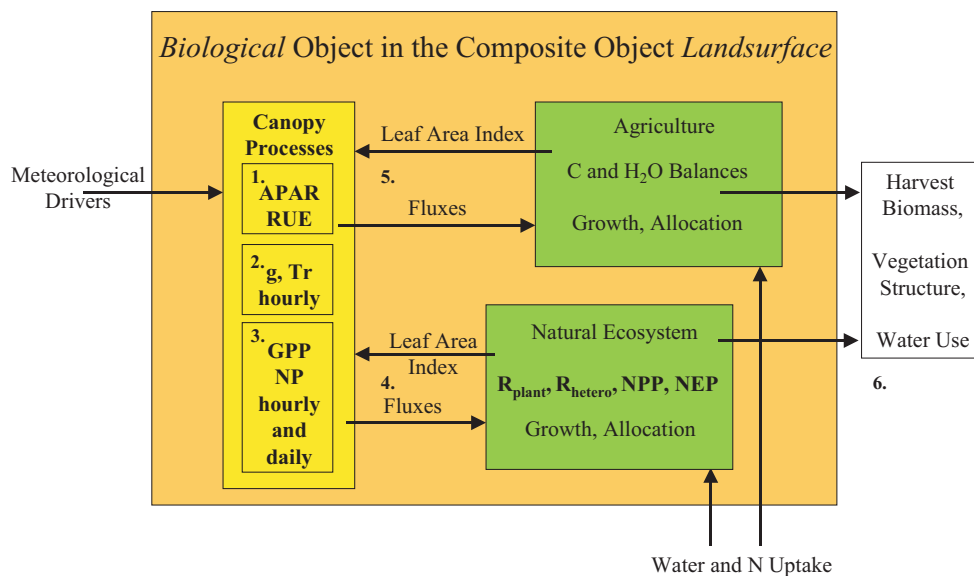 Biological Object in the Composite Object Landsurface
Meteorological
Drivers
Canopy
Processes
1.
APAR
RUE
2.
g, Tr
hourly
3.
GPP
NP
hourly
and
daily
Leaf Area Index
5.
Fluxes
Leaf Area
Index
4.
Fluxes
Agriculture
C and H₂O Balances
Growth, Allocation
Natural Ecosystem
R_plant, R_hetero, NPP, NEP
Growth, Allocation
Harvest
Biomass,
Vegetation
Structure,
Water Use
6.
Water and N Uptake